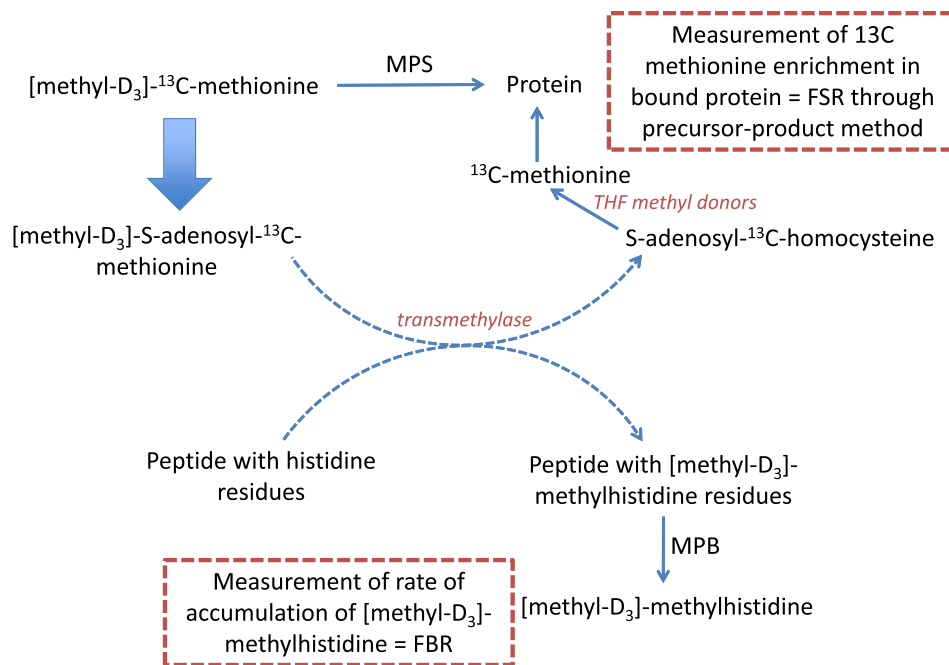 [methyl-D₃]-¹³C-methionine
MPS
Protein
Measurement of 13C
methionine enrichment in
bound protein = FSR through
precursor-product method
¹³C-methionine
THF methyl donors
S-adenosyl-¹³C-homocysteine
[methyl-D₃]-S-adenosyl-¹³C-
methionine
transmethylase
Peptide with histidine
residues
Peptide with [methyl-D₃]-
methylhistidine residues
MPB
[methyl-D₃]-methylhistidine
Measurement of rate of
accumulation of [methyl-D₃]-
methylhistidine = FBR